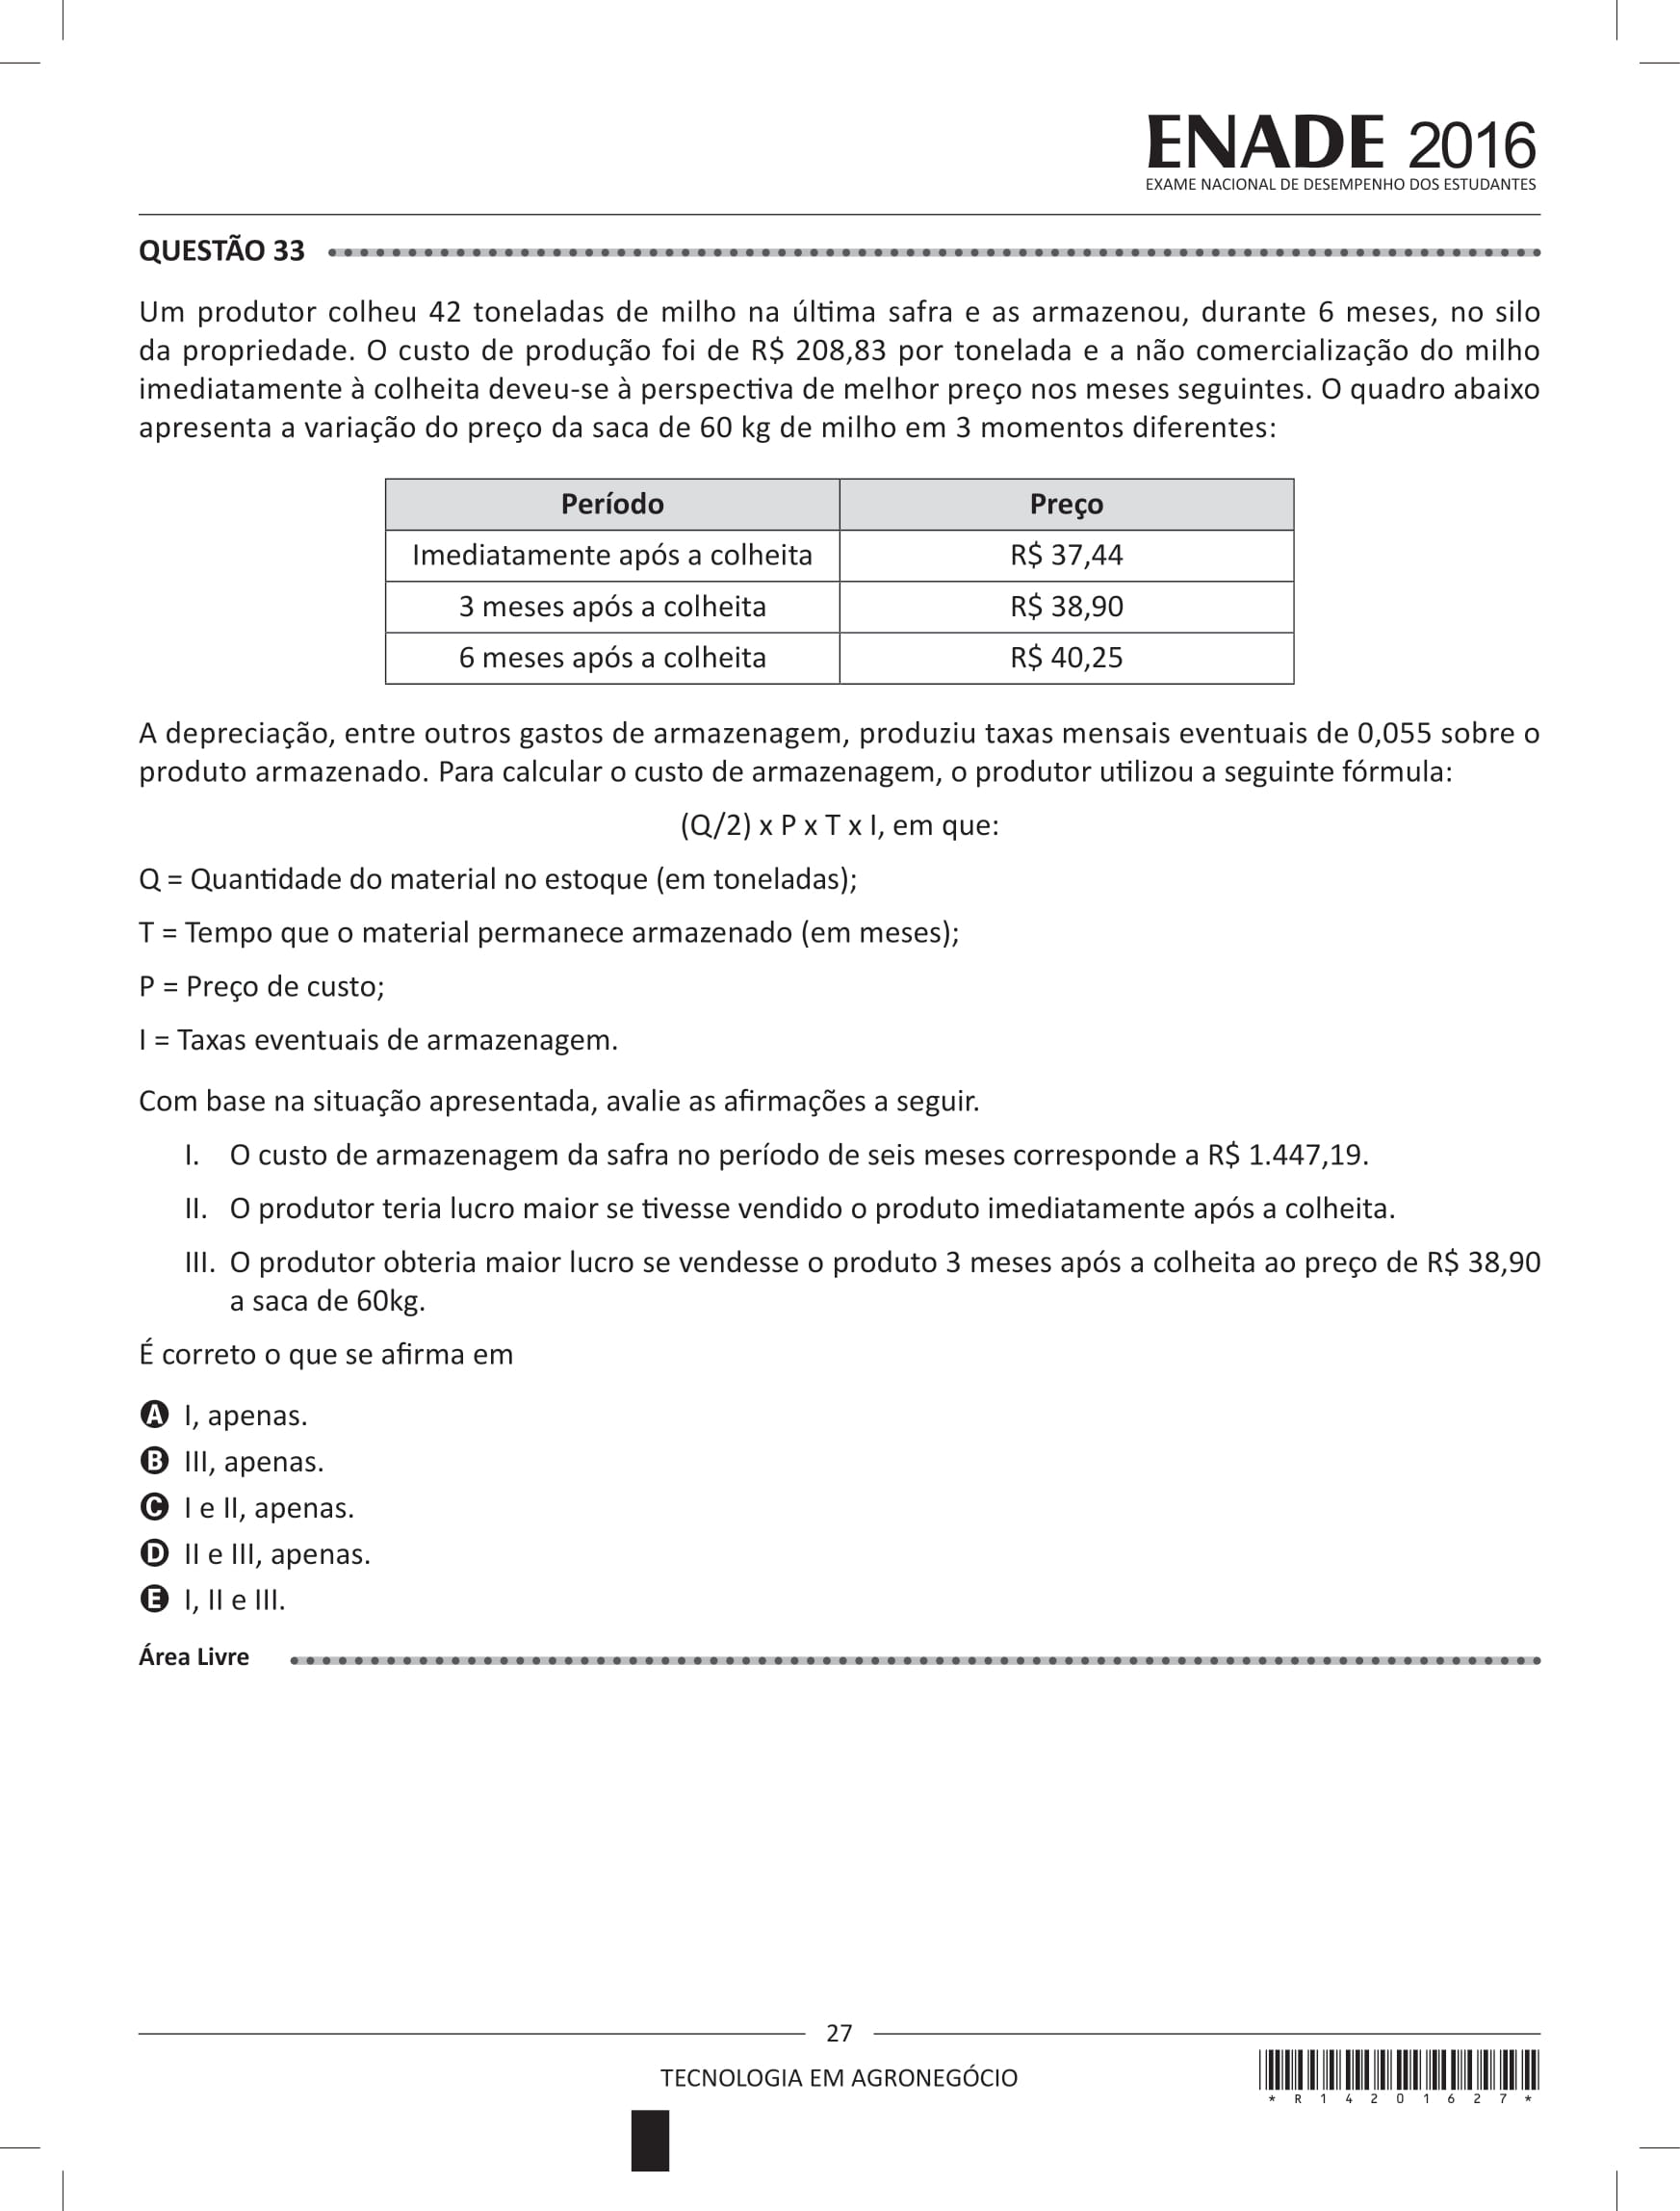 ENADE 2016
EXAME NACIONAL DE DESEMPENHO DOS ESTUDANTES
QUESTÃO 33
Um produtor colheu 42 toneladas de milho na última safra e as armazenou, durante 6 meses, no silo
da propriedade. O custo de produção foi de R$ 208,83 por tonelada e a não comercialização do milho
imediatamente à colheita deveu-se à perspectiva de melhor preço nos meses seguintes. O quadro abaixo
apresenta a variação do preço da saca de 60 kg de milho em 3 momentos diferentes:
Período Preço
Imediatamente após a colheita R$ 37,44
3 meses após a colheita R$ 38,90
6 meses após a colheita R$ 40,25
A depreciação, entre outros gastos de armazenagem, produziu taxas mensais eventuais de 0,055 sobre o
produto armazenado. Para calcular o custo de armazenagem, o produtor utilizou a seguinte fórmula:
(Q/2) x P x T x I, em que:
Q = Quantidade do material no estoque (em toneladas);
T = Tempo que o material permanece armazenado (em meses);
P = Preço de custo;
I = Taxas eventuais de armazenagem.
Com base na situação apresentada, avalie as afirmações a seguir.
I. O custo de armazenagem da safra no período de seis meses corresponde a R$ 1.447,19.
II. O produtor teria lucro maior se tivesse vendido o produto imediatamente após a colheita.
III. O produtor obteria maior lucro se vendesse o produto 3 meses após a colheita ao preço de R$ 38,90
a saca de 60kg.
É correto o que se afirma em
A I, apenas.
B III, apenas.
C I e II, apenas.
D II e III, apenas.
E I, II e III.
Área Livre
27
TECNOLOGIA EM AGRONEGÓCIO
* R 1 4 2 0 1 6 2 7 *